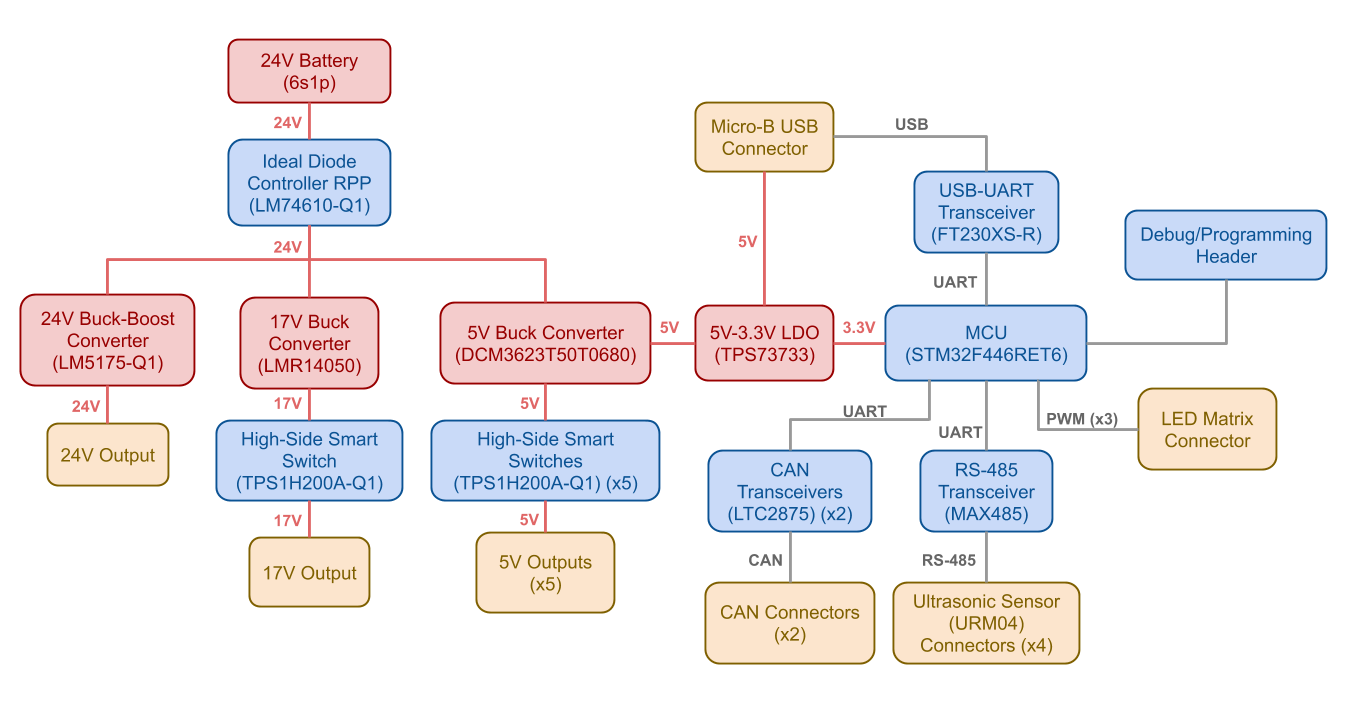 24V Battery
(6s1p)
24V
Ideal Diode
Controller RPP
(LM74610-Q1)
24V
24V Buck-Boost
Converter
(LM5175-Q1)
24V
24V Output
17V Buck
Converter
(LMR14050)
17V
High-Side Smart
Switch
(TPS1H200A-Q1)
17V
17V Output
5V Buck Converter
(DCM3623T50T0680)
5V
High-Side Smart
Switches
(TPS1H200A-Q1) (x5)
5V
5V Outputs
(x5)
5V
Micro-B USB
Connector
5V
5V-3.3V LDO
(TPS73733)
3.3V
USB
USB-UART
Transceiver
(FT230XS-R)
UART
MCU
(STM32F446RET6)
Debug/Programming
Header
UART
CAN
Transceivers
(LTC2875) (x2)
CAN
CAN Connectors
(x2)
UART
RS-485
Transceiver
(MAX485)
RS-485
Ultrasonic Sensor
(URM04)
Connectors (x4)
PWM (x3)
LED Matrix
Connector